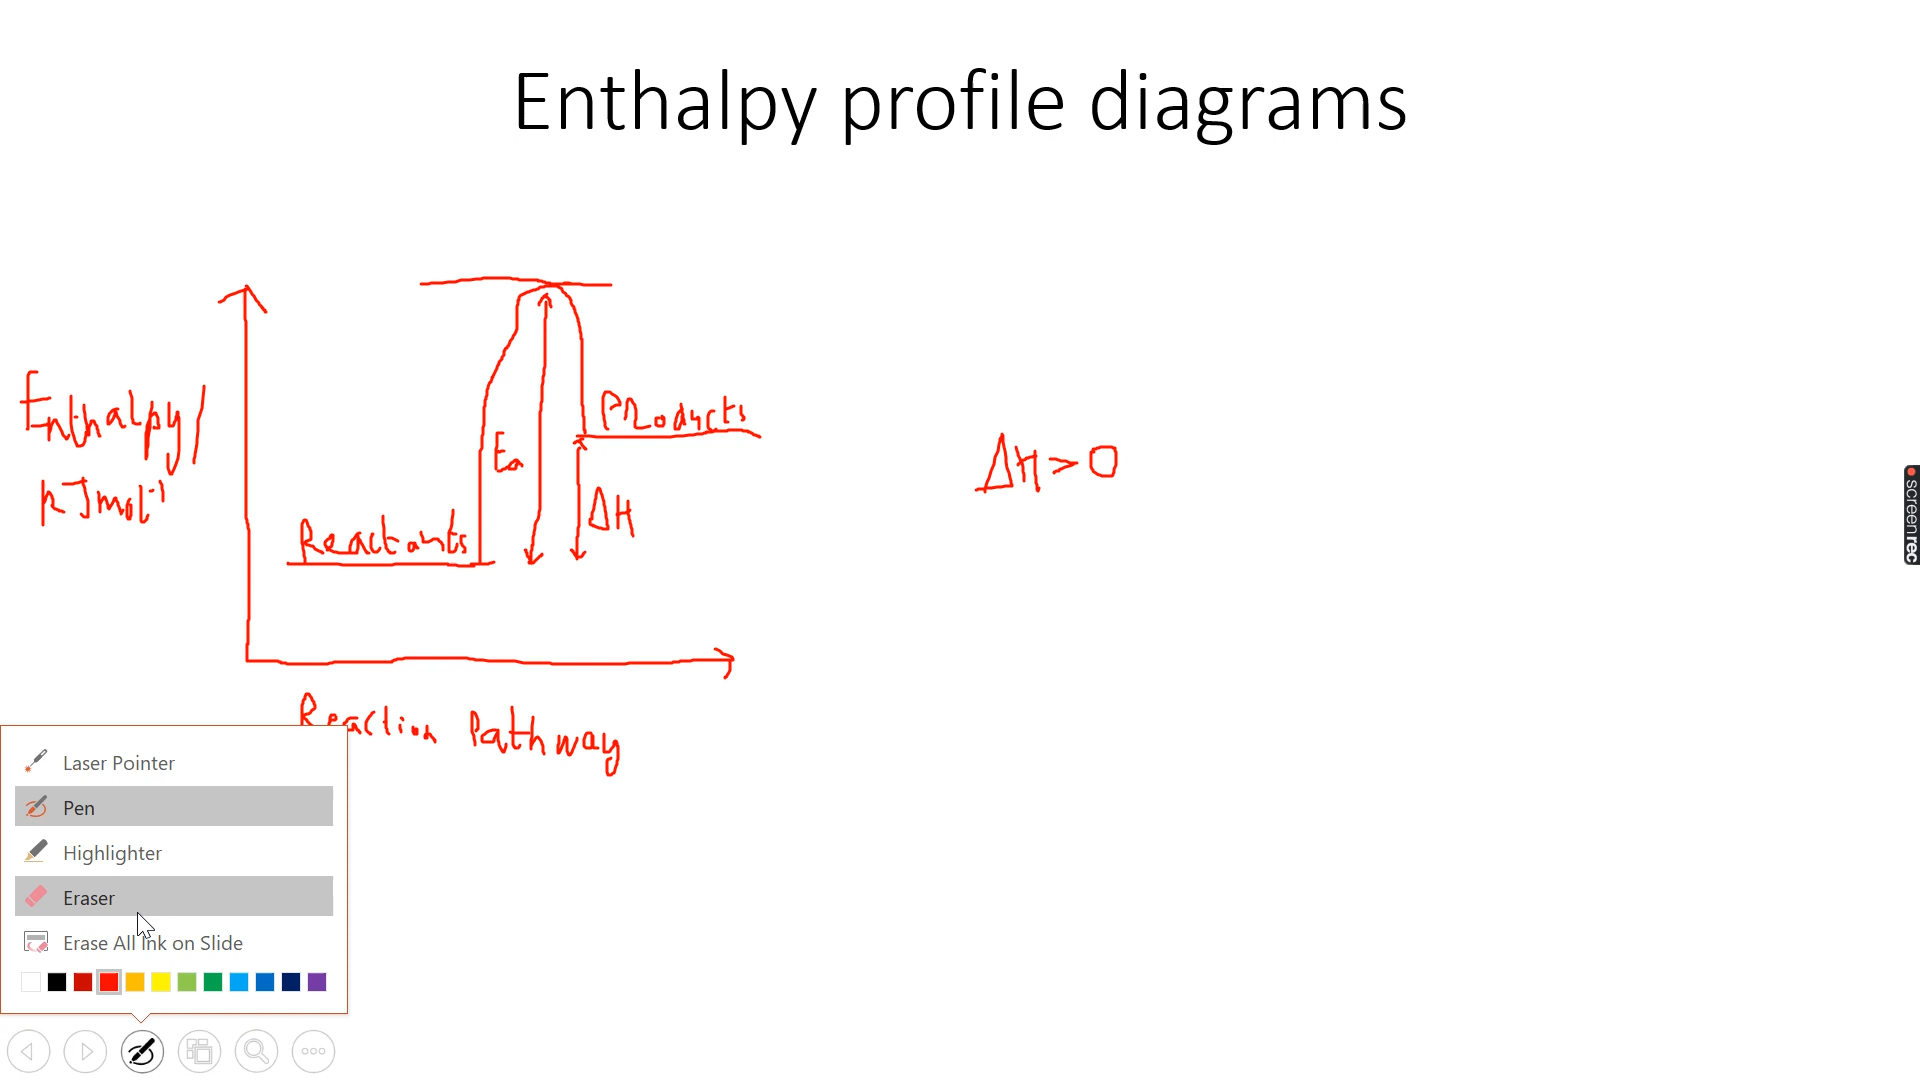 Enthalpy profile diagrams
Enthalpy/
kJmol⁻¹
Products
Ea
ΔH
Reactants
ΔH>0
Reaction Pathway
Laser Pointer
Pen
Highlighter
Eraser
Erase All Ink on Slide
screenrec